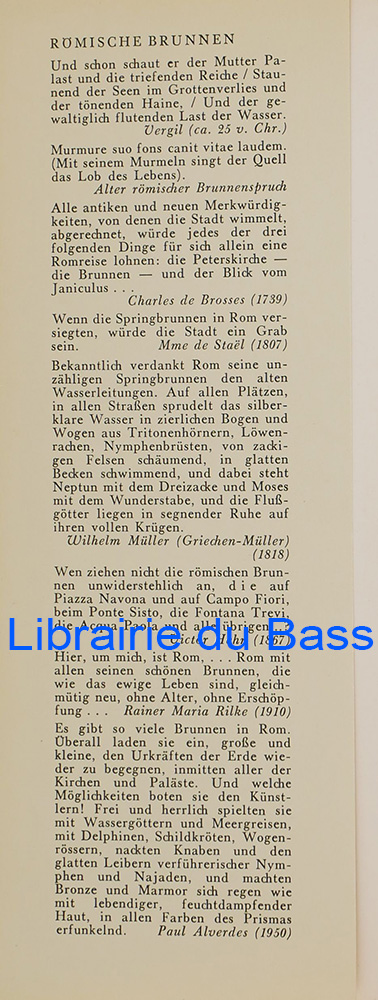 RÖMISCHE BRUNNEN
Und schon schaut er der Mutter Pa-
last und die triefenden Reiche / Stau-
nend der Seen im Grottenverlies und
der tönenden Haine, / Und der ge-
waltiglich flutenden Last der Wasser.
Vergil (ca. 25 v. Chr.)
Murmure suo fons canit vitae laudem.
(Mit seinem Murmeln singt der Quell
das Lob des Lebens).
Alter römischer Brunnenspruch
Alle antiken und neuen Merkwürdig-
keiten, von denen die Stadt wimmelt,
abgerechnet, würde jedes der drei
folgenden Dinge für sich allein eine
Romreise lohnen: die Peterskirche —
die Brunnen — und der Blick vom
Janiculus . . .
Charles de Brosses (1739)
Wenn die Springbrunnen in Rom ver-
siegten, würde die Stadt ein Grab
sein. Mme de Staël (1807)
Bekanntlich verdankt Rom seine un-
zähligen Springbrunnen den alten
Wasserleitungen. Auf allen Plätzen,
in allen Straßen sprudelt das silber-
klare Wasser in zierlichen Bogen und
Wogen aus Tritonenhörnern, Löwen-
rachen, Nymphenbrüsten, von zacki-
gen Felsen schäumend, in glatten
Becken schwimmend, und dabei steht
Neptun mit dem Dreizacke und Moses
mit dem Wunderstabe, und die Fluß-
götter liegen in segnender Ruhe auf
ihren vollen Krügen.
Wilhelm Müller (Griechen-Müller)
(1818)
Wen ziehen nicht die römischen Brun-
nen unwiderstehlich an, die auf
Piazza Navona und auf Campo Fiori,
beim Ponte Sisto, die Fontana Trevi,
die Acqua Paola und alle übrigen . .
Victor Hehn (1867)
Librairie du Bass
Hier, um mich, ist Rom, . . . Rom mit
allen seinen schönen Brunnen, die
wie das ewige Leben sind, gleich-
mütig neu, ohne Alter, ohne Erschöp-
fung . . . Rainer Maria Rilke (1910)
Es gibt so viele Brunnen in Rom.
Überall laden sie ein, große und
kleine, den Urkräften der Erde wie-
der zu begegnen, inmitten aller der
Kirchen und Paläste. Und welche
Möglichkeiten boten sie den Künst-
lern! Frei und herrlich spielten sie
mit Wassergöttern und Meergreisen,
mit Delphinen, Schildkröten, Wogen-
rössern, nackten Knaben und den
glatten Leibern verführerischer Nym-
phen und Najaden, und machten
Bronze und Marmor sich regen wie
mit lebendiger, feuchtdampfender
Haut, in allen Farben des Prismas
erfunkelnd. Paul Alverdes (1950)